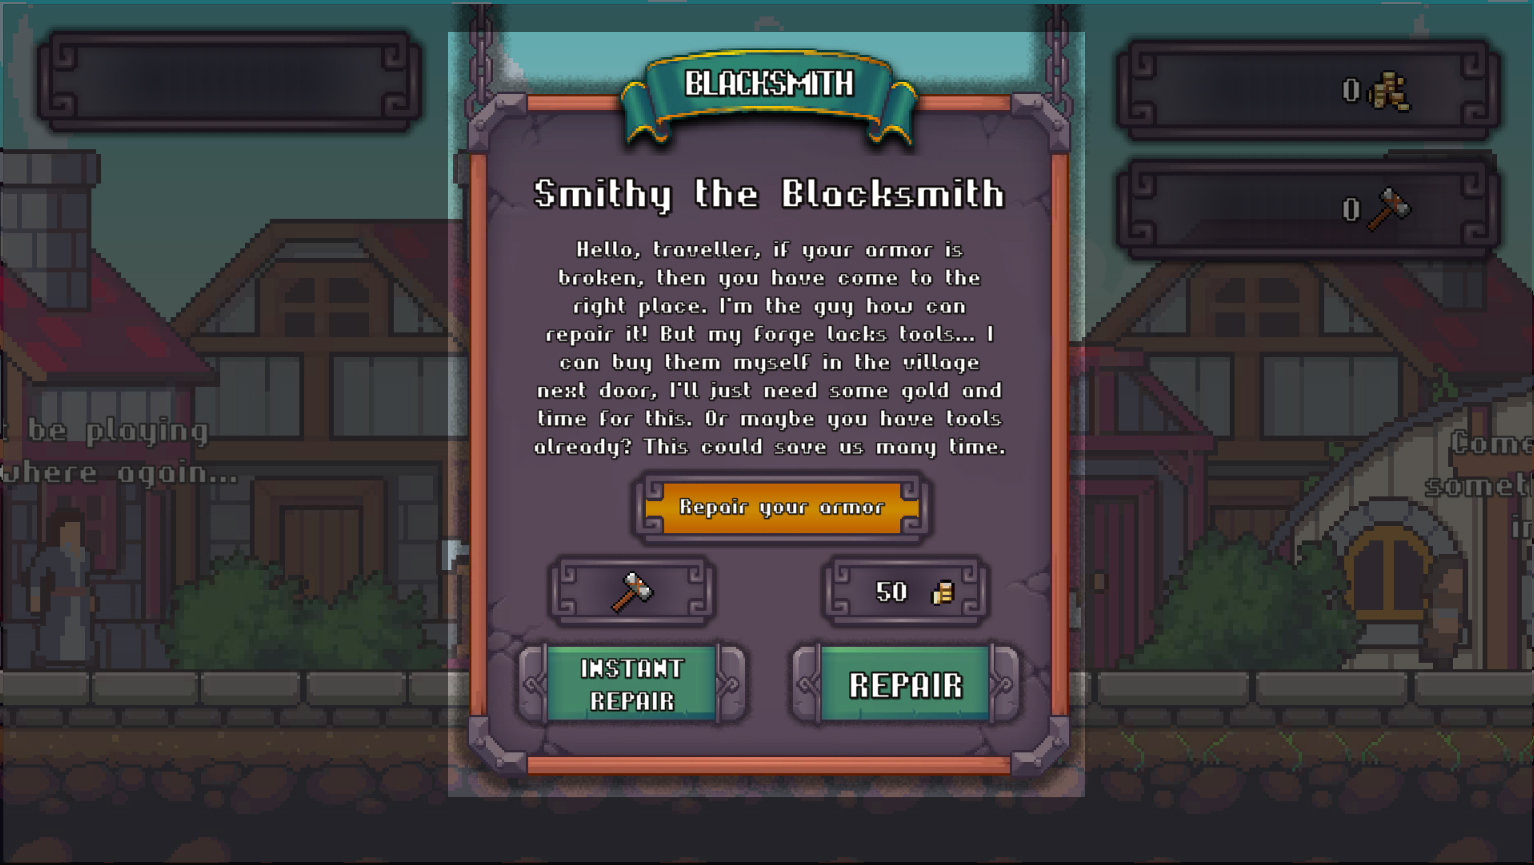 BLACKSMITH
0
0
Smithy the Blacksmith
Hello, traveller, if your armor is
broken, then you have come to the
right place. I'm the guy how can
repair it! But my forge lacks tools... I
can buy them myself in the village
next door, I'll just need some gold and
time for this. Or maybe you have tools
already? This could save us many time.
be playing
where again...
Come
Repair your armor
50
INSTANT
REPAIR
REPAIR